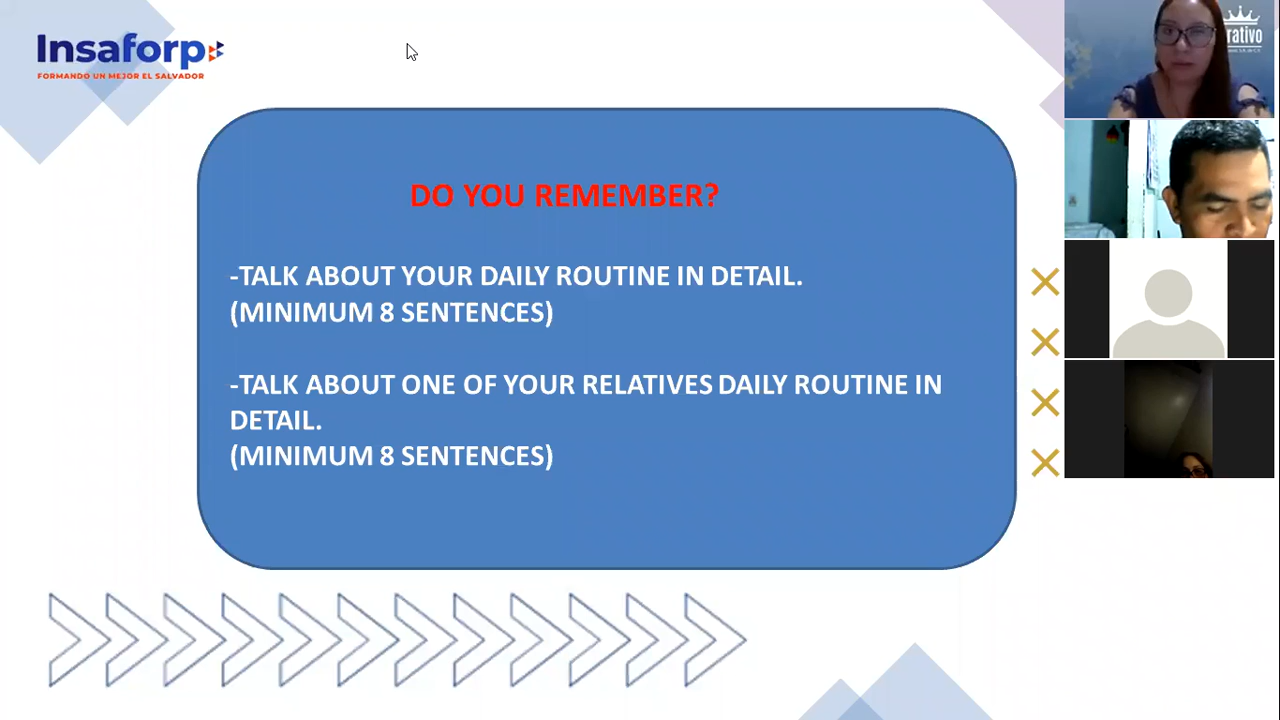 Insaforp
FORMANDO UN MEJOR EL SALVADOR
rativo
DO YOU REMEMBER?
-TALK ABOUT YOUR DAILY ROUTINE IN DETAIL.
(MINIMUM 8 SENTENCES)
-TALK ABOUT ONE OF YOUR RELATIVES DAILY ROUTINE IN
DETAIL.
(MINIMUM 8 SENTENCES)